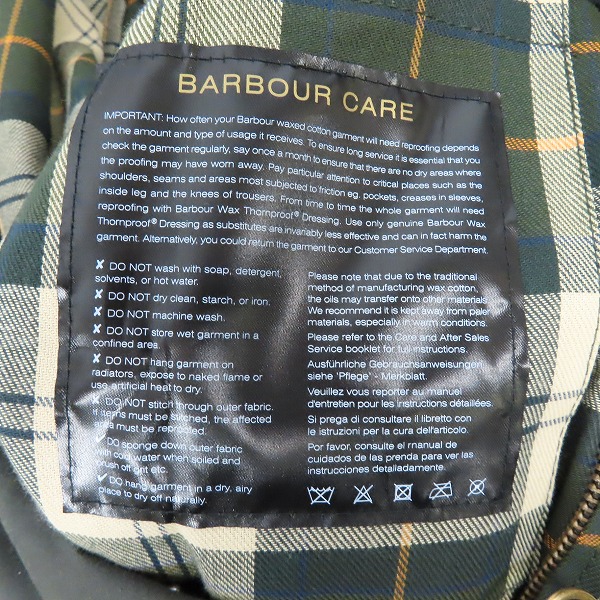 BARBOUR CARE
IMPORTANT: How often your Barbour waxed cotton garment will need reproofing depends
on the amount and type of usage it receives. To ensure long service it is essential that you
check the garment regularly, say once a month to ensure that there are no dry areas where
the proofing may have worn away. Pay particular attention to critical places such as the
shoulders, seams and areas most subjected to friction eg. pockets, creases in sleeves,
inside leg and the knees of trousers. From time to time the whole garment will need
reproofing with Barbour Wax Thornproof® Dressing. Use only genuine Barbour Wax
Thornproof® Dressing as substitutes are invariably less effective and can in fact harm the
garment. Alternatively, you could return the garment to our Customer Service Department.
✘ DO NOT wash with soap, detergent,
solvents, or hot water.
✘ DO NOT dry clean, starch, or iron.
✘ DO NOT machine wash.
✘ DO NOT store wet garment in a
confined area.
✘ DO NOT hang garment on
radiators, expose to naked flame or
use artificial heat to dry.
✘ DO NOT stitch through outer fabric.
If items must be stitched, the affected
area must be reproofed.
✔ DO sponge down outer fabric
with cold water when soiled and
brush off dirt etc.
✔ DO hang garment in a dry, airy
place to dry off naturally.
Please note that due to the traditional
method of manufacturing wax cotton,
the oils may transfer onto other materials.
We recommend it is kept away from paler
materials, especially in warm conditions.
Please refer to the Care and After Sales
Service booklet for full instructions.
Ausführliche Gebrauchsanweisungen
siehe "Pflege" - Merkblatt.
Veuillez vous reporter au manuel
d'entretien pour les instructions détailées.
Si prega di consultare il libretto con
le istruzioni per la cura dell'articolo.
Por favor, consulte el manual de
cuidados de las prenda para ver las
instrucciones detalladamente.